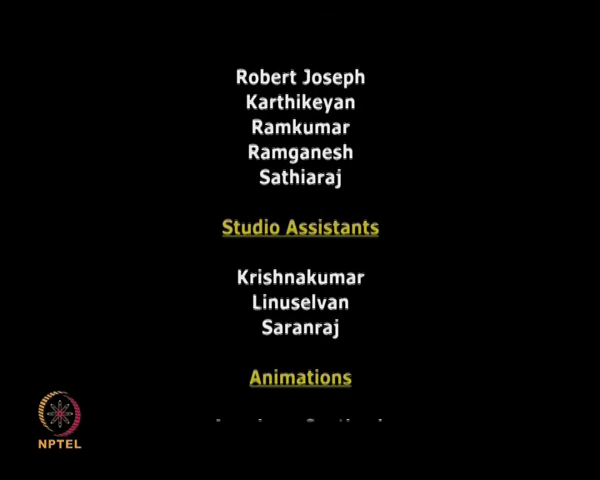 Robert Joseph
Karthikeyan
Ramkumar
Ramganesh
Sathiaraj
Studio Assistants
Krishnakumar
Linuselvan
Saranraj
Animations
NPTEL